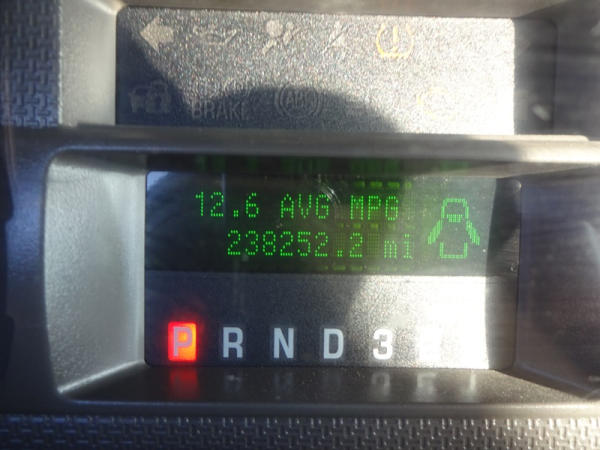 BRAKE
12.6 AVG MPG
238252.2 mi
P R N D 3